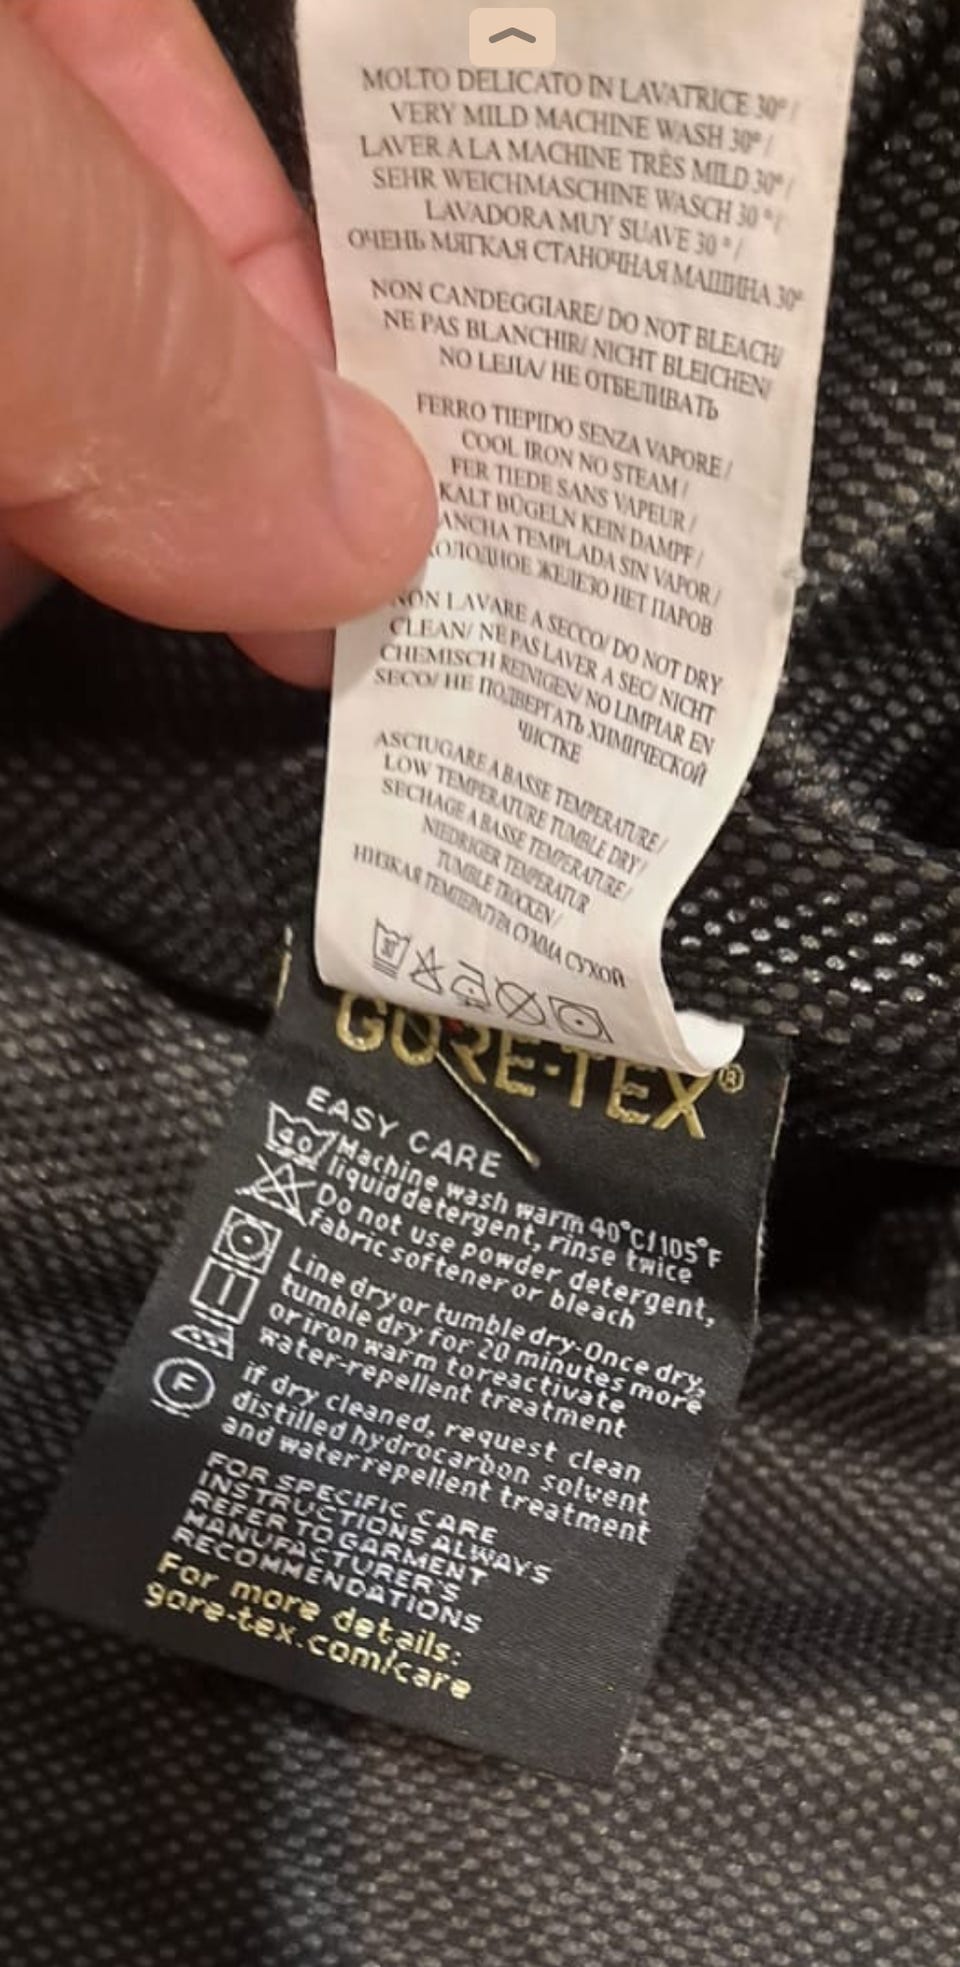 MOLTO DELICATO IN LAVATRICE 30°/
VERY MILD MACHINE WASH 30°/
LAVER A LA MACHINE TRÈS MILD 30°/
SEHR WEICHMASCHINE WASCH 30 °/
LAVADORA MUY SUAVE 30 °/
ОЧЕНЬ МЯГКАЯ СТАНОЧНАЯ МАШИНА 30°
NON CANDEGGIARE/ DO NOT BLEACH/
NE PAS BLANCHIR/ NICHT BLEICHEN/
NO LEJIA/ НЕ ОТБЕЛИВАТЬ
FERRO TIEPIDO SENZA VAPORE /
COOL IRON NO STEAM /
FER TIEDE SANS VAPEUR /
KALT BÜGELN KEIN DAMPF /
ANCHA TEMPLADA SIN VAPOR /
ОЛОДНОЕ ЖЕЛЕЗО НЕТ ПАРОВ
NON LAVARE A SECCO/ DO NOT DRY
CLEAN/ NE PAS LAVER A SEC/ NICHT
CHEMISCH REINIGEN/ NO LIMPIAR EN
SECO/ НЕ ПОДВЕРГАТЬ ХИМИЧЕСКОЙ
ЧИСТКЕ
ASCIUGARE A BASSE TEMPERATURE /
LOW TEMPERATURE TUMBLE DRY /
SECHAGE A BASSE TEMPERATURE /
NIEDRIGER TEMPERATUR
TUMBLE TROCKEN /
НИЗКАЯ ТЕМПЕРАТУРА СУММА СУХОЙ
30
GORE-TEX®
EASY CARE
40 Machine wash warm 40°C/105°F
liquid detergent, rinse twice
Do not use powder detergent,
fabric softener or bleach
Line dry or tumble dry. Once dry,
tumble dry for 20 minutes more
or iron warm to reactivate
water-repellent treatment
F if dry cleaned, request clean
distilled hydrocarbon solvent
and water repellent treatment
FOR SPECIFIC CARE
INSTRUCTIONS ALWAYS
REFER TO GARMENT
MANUFACTURER'S
RECOMMENDATIONS
For more details:
gore-tex.com/care